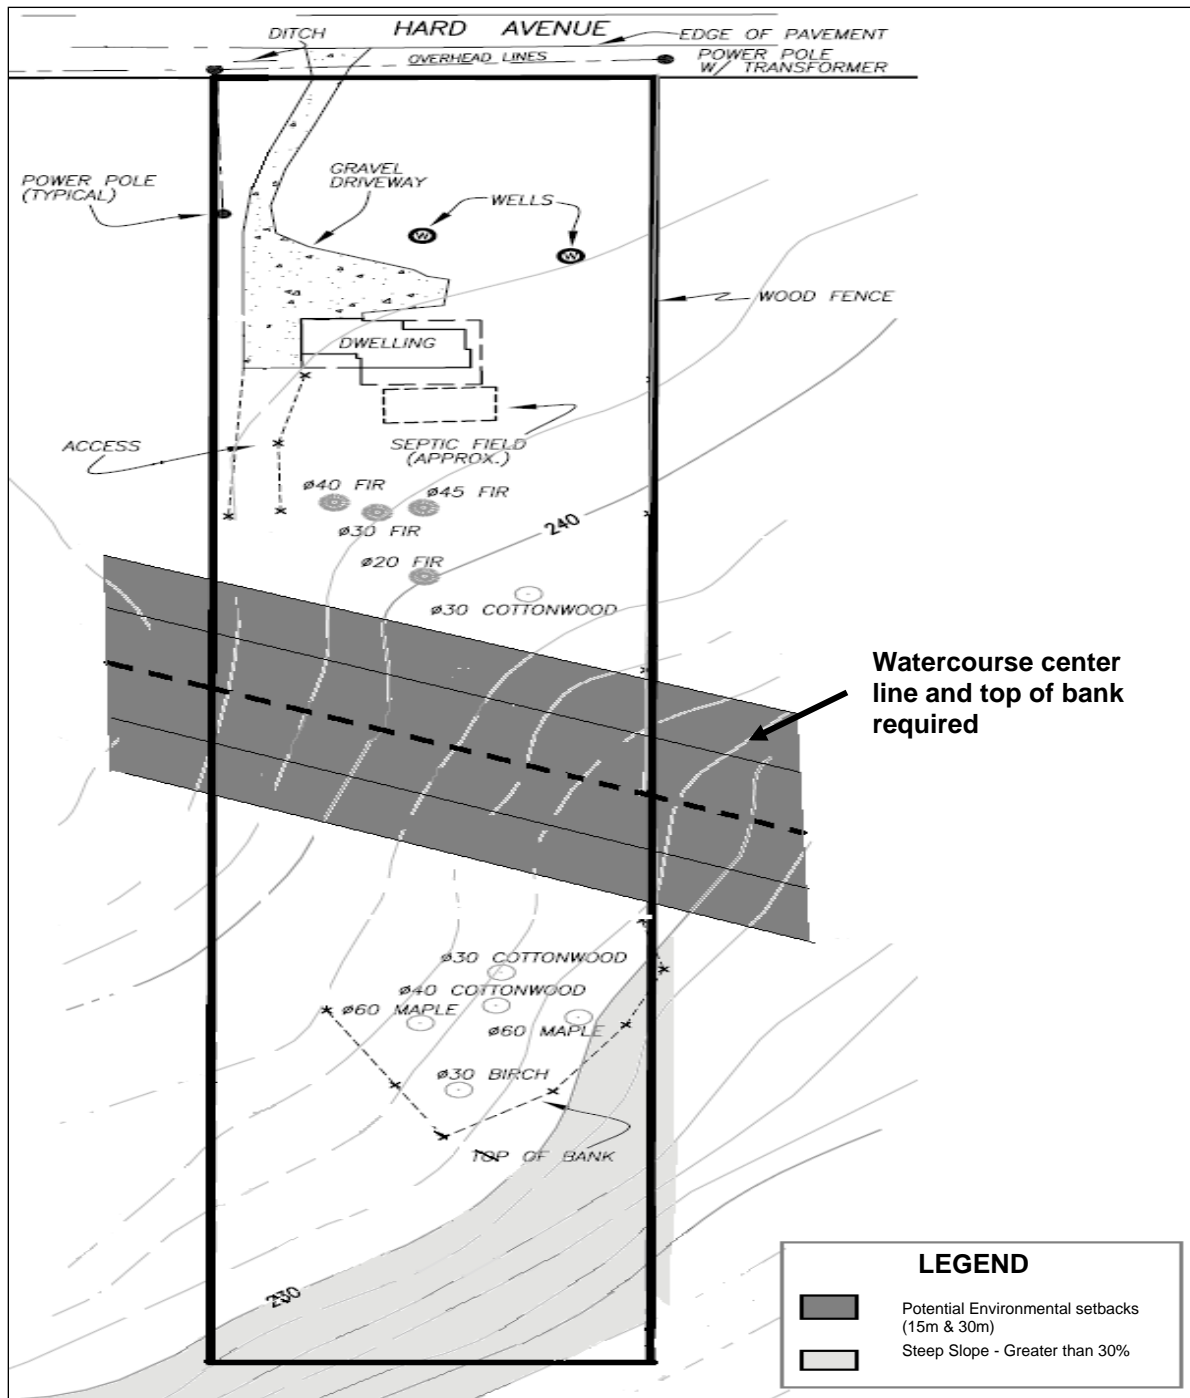 DITCH
HARD AVENUE
EDGE OF PAVEMENT
OVERHEAD LINES
POWER POLE
W/ TRANSFORMER
POWER POLE
(TYPICAL)
GRAVEL
DRIVEWAY
WELLS
W
W
WOOD FENCE
DWELLING
ACCESS
SEPTIC FIELD
(APPROX.)
ø40 FIR
ø45 FIR
ø30 FIR
240
ø20 FIR
ø30 COTTONWOOD
Watercourse center
line and top of bank
required
ø30 COTTONWOOD
ø40 COTTONWOOD
ø60 MAPLE
ø60 MAPLE
ø30 BIRCH
TOP OF BANK
230
LEGEND
Potential Environmental setbacks
(15m & 30m)
Steep Slope - Greater than 30%